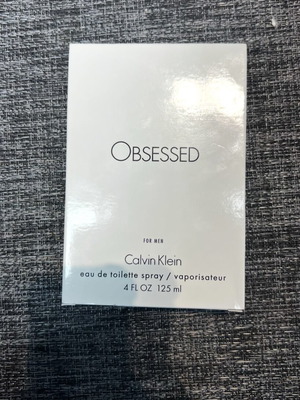 OBSESSED
FOR MEN
Calvin Klein
eau de toilette spray / vaporisateur
4 FL OZ 125 ml